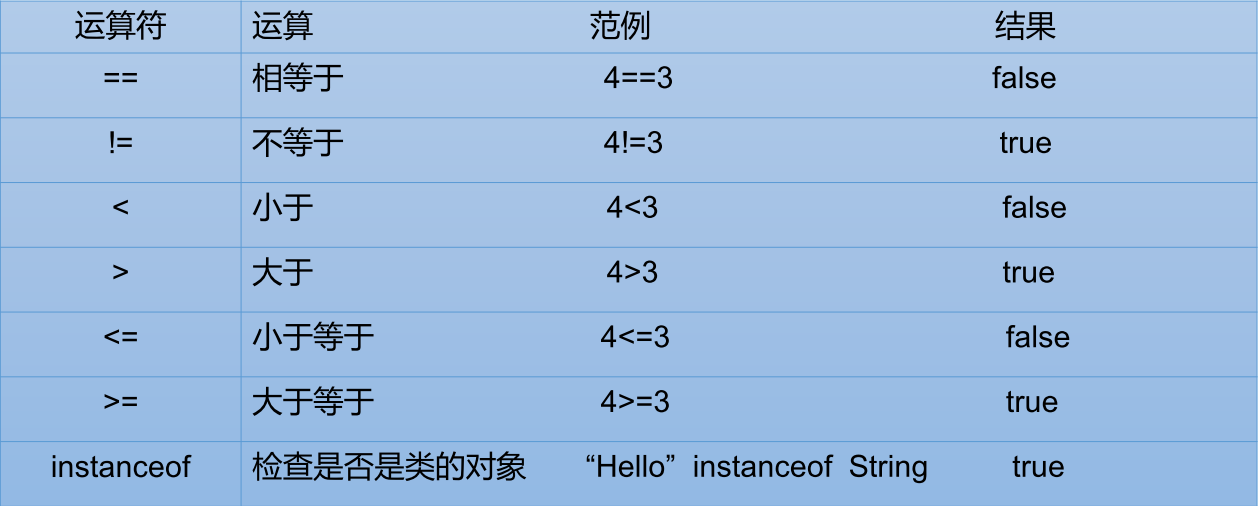 运算符 运算 范例 结果
== 相等于 4==3 false
!= 不等于 4!=3 true
< 小于 4<3 false
> 大于 4>3 true
<= 小于等于 4<=3 false
>= 大于等于 4>=3 true
instanceof 检查是否是类的对象 “Hello” instanceof String true